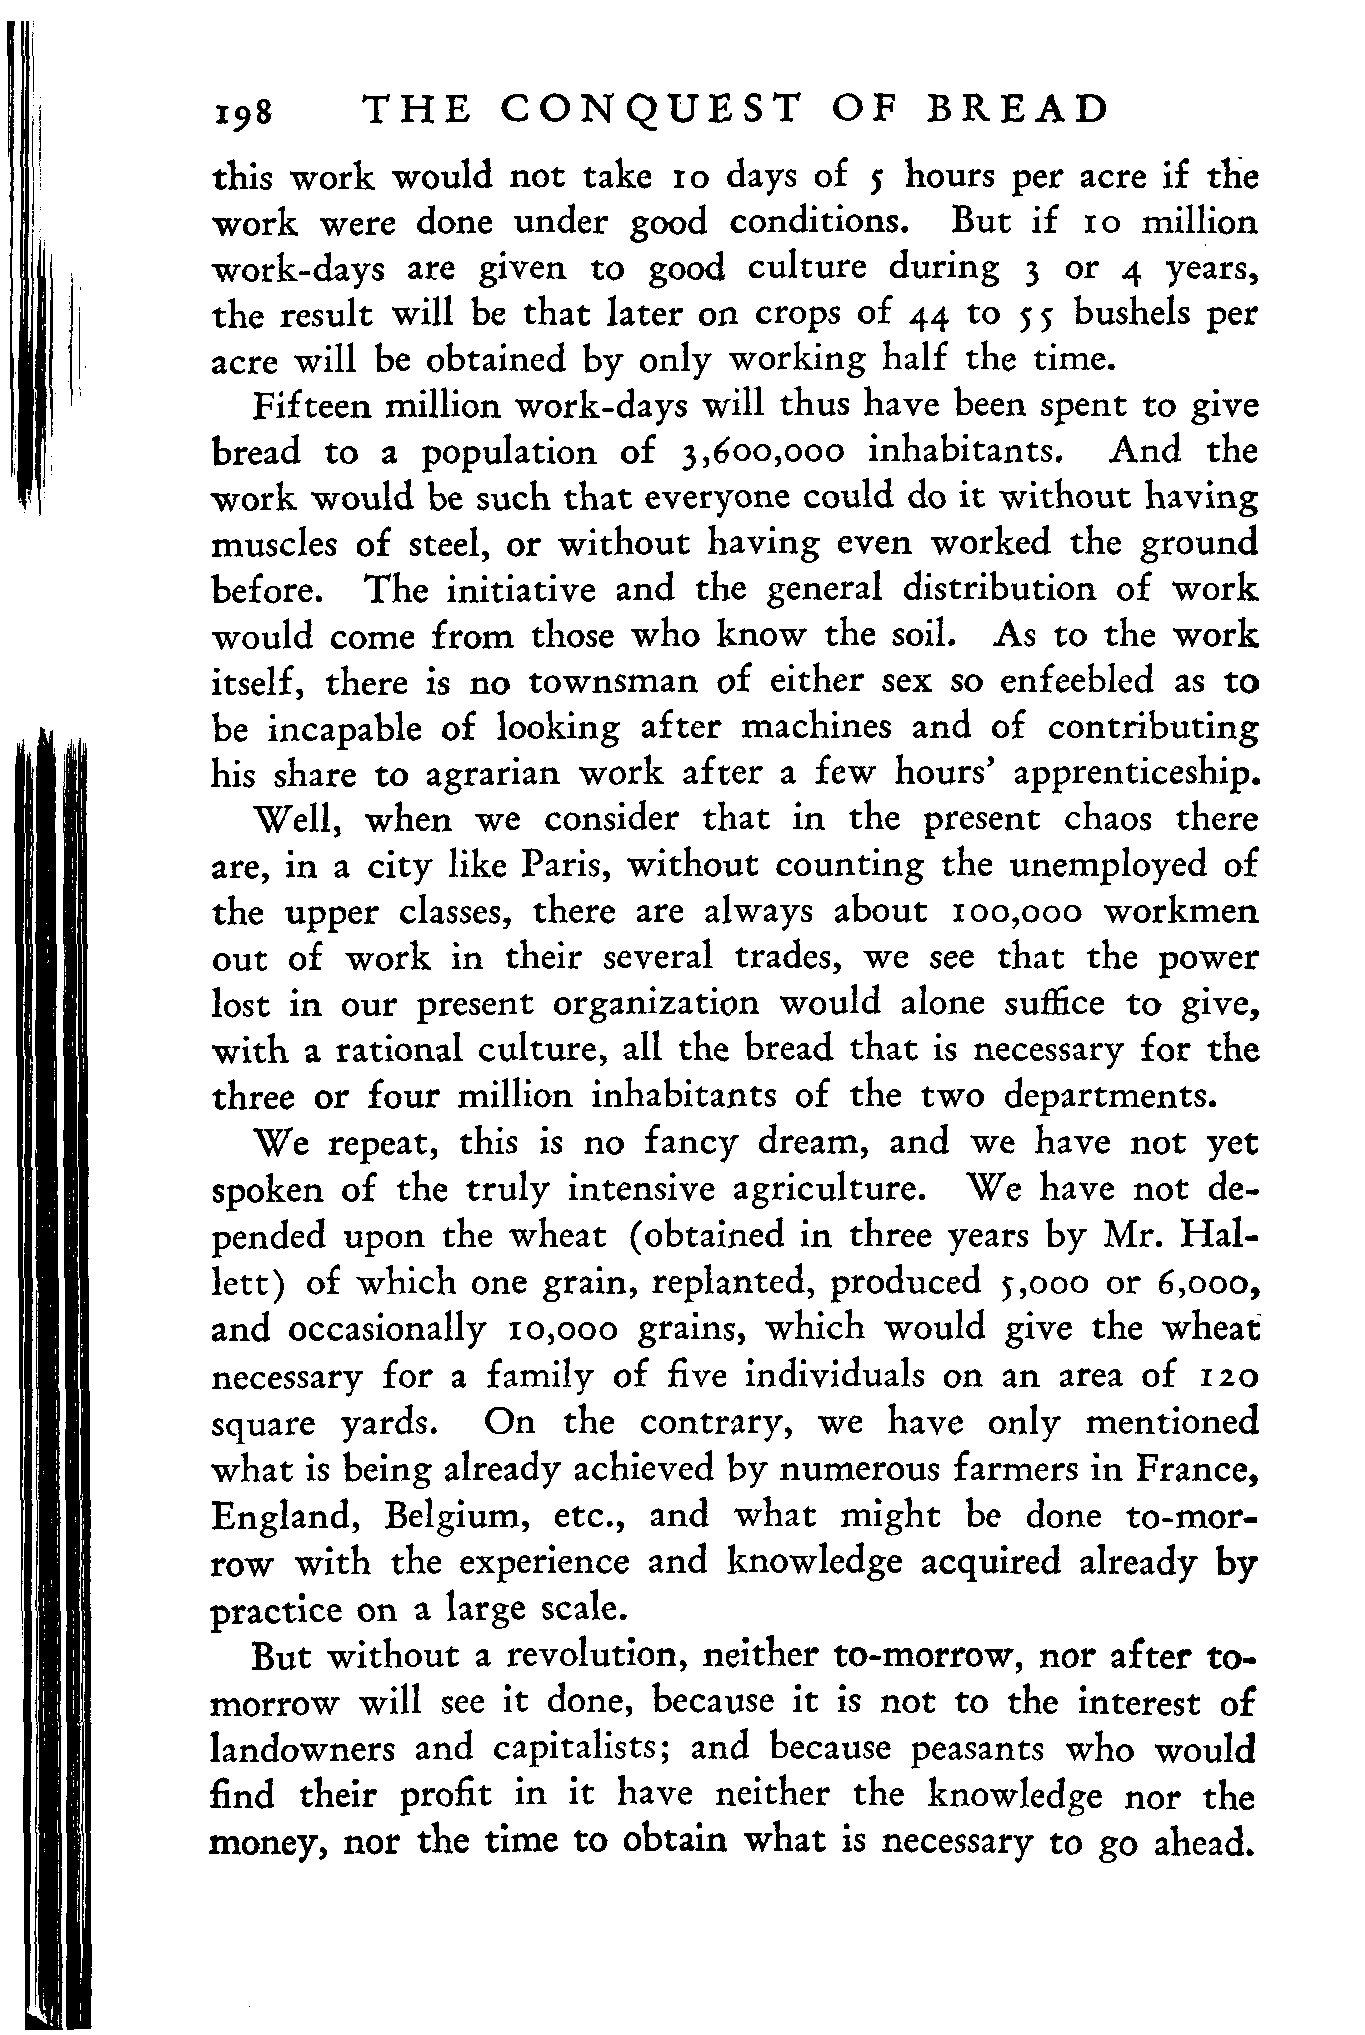 198 THE CONQUEST OF BREAD
this work would not take 10 days of 5 hours per acre if the
work were done under good conditions. But if 10 million
work-days are given to good culture during 3 or 4 years,
the result will be that later on crops of 44 to 55 bushels per
acre will be obtained by only working half the time.
Fifteen million work-days will thus have been spent to give
bread to a population of 3,600,000 inhabitants. And the
work would be such that everyone could do it without having
muscles of steel, or without having even worked the ground
before. The initiative and the general distribution of work
would come from those who know the soil. As to the work
itself, there is no townsman of either sex so enfeebled as to
be incapable of looking after machines and of contributing
his share to agrarian work after a few hours' apprenticeship.
Well, when we consider that in the present chaos there
are, in a city like Paris, without counting the unemployed of
the upper classes, there are always about 100,000 workmen
out of work in their several trades, we see that the power
lost in our present organization would alone suffice to give,
with a rational culture, all the bread that is necessary for the
three or four million inhabitants of the two departments.
We repeat, this is no fancy dream, and we have not yet
spoken of the truly intensive agriculture. We have not de-
pended upon the wheat (obtained in three years by Mr. Hal-
lett) of which one grain, replanted, produced 5,000 or 6,000,
and occasionally 10,000 grains, which would give the wheat
necessary for a family of five individuals on an area of 120
square yards. On the contrary, we have only mentioned
what is being already achieved by numerous farmers in France,
England, Belgium, etc., and what might be done to-mor-
row with the experience and knowledge acquired already by
practice on a large scale.
But without a revolution, neither to-morrow, nor after to-
morrow will see it done, because it is not to the interest of
landowners and capitalists; and because peasants who would
find their profit in it have neither the knowledge nor the
money, nor the time to obtain what is necessary to go ahead.